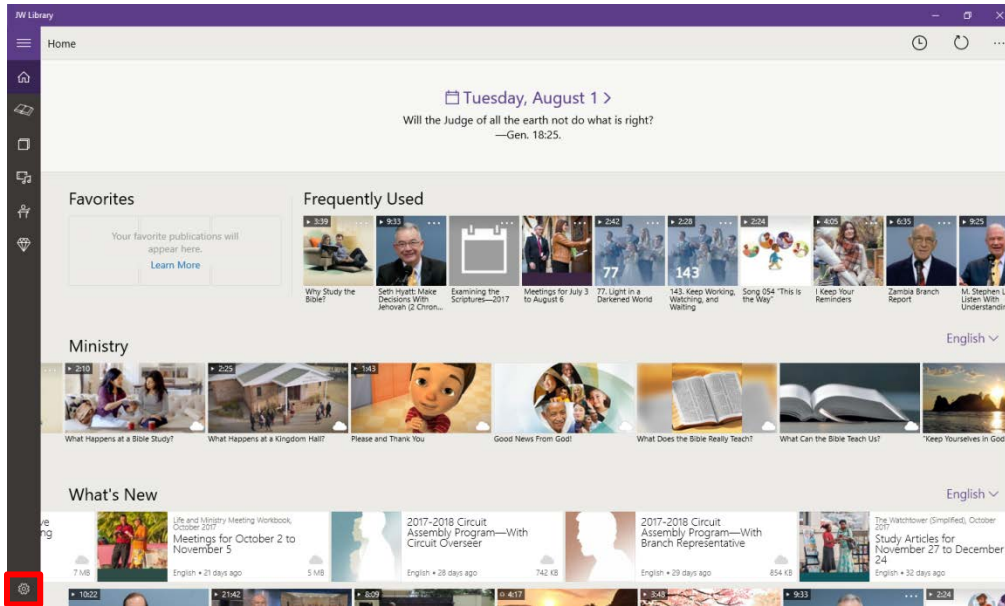 JW Library
Home
Tuesday, August 1
Will the Judge of all the earth not do what is right?
—Gen. 18:25.
Favorites
Your favorite publications will
appear here.
Learn More
Frequently Used
3:39
Why Study the
Bible?
9:33
Seth Hyatt: Make
Decisions With
Jehovah (2 Chron...
Examining the
Scriptures—2017
Meetings for July 3
to August 6
2:42
77
77. Light in a
Darkened World
2:28
143
143. Keep Working,
Watching, and
Waiting
2:24
Song 054 "This Is
the Way"
4:05
I Keep Your
Reminders
6:35
Zambia Branch
Report
9:25
M. Stephen L
Listen With
Understandin
Ministry
English
2:10
What Happens at a Bible Study?
2:25
What Happens at a Kingdom Hall?
1:43
Please and Thank You
Good News From God!
What Does the Bible Really Teach?
What Can the Bible Teach Us?
"Keep Yourselves in God
What's New
English
ve
ng
7 MB
Life and Ministry Meeting Workbook,
October 2017
Meetings for October 2 to
November 5
English • 21 days ago
5 MB
2017-2018 Circuit
Assembly Program—With
Circuit Overseer
English • 28 days ago
742 KB
2017-2018 Circuit
Assembly Program—With
Branch Representative
English • 29 days ago
854 KB
The Watchtower (Simplified), October
2017
Study Articles for
November 27 to December
24
English • 32 days ago
10:22
21:42
8:09
4:17
3:48
9:33
2:24